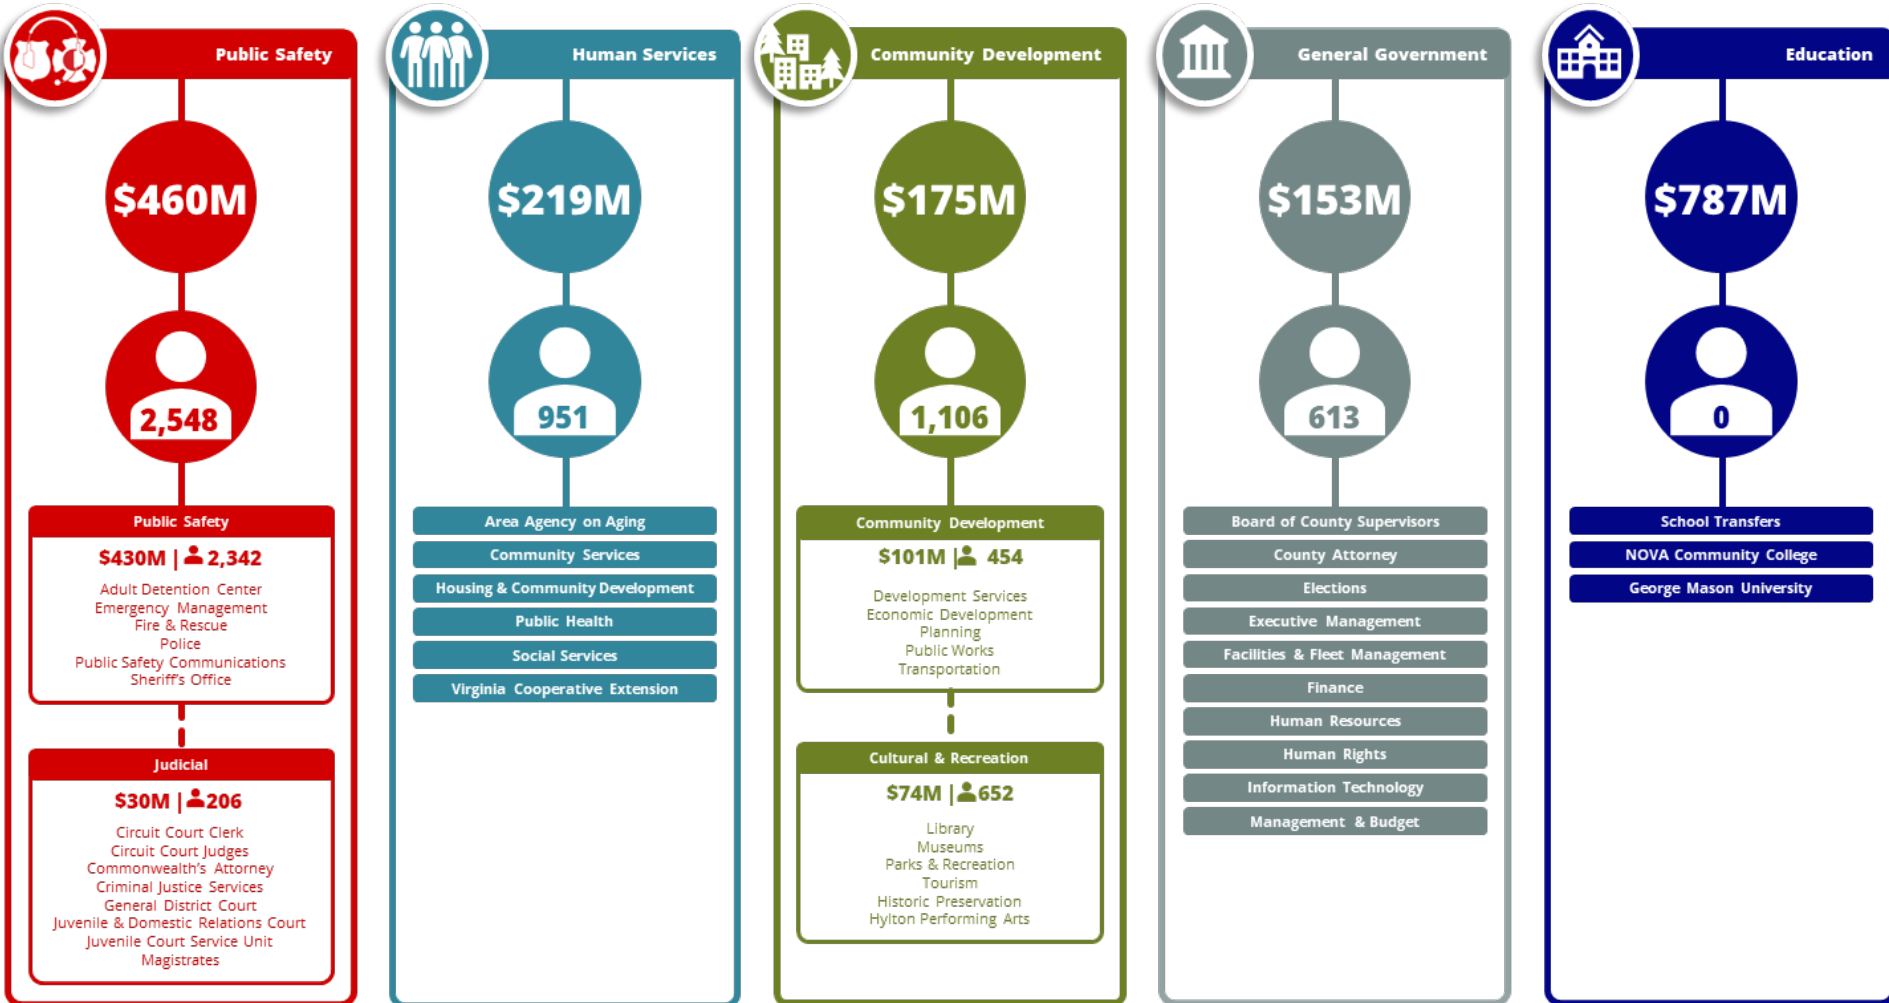 Public Safety
$460M
2,548
Public Safety
$430M | 2,342
Adult Detention Center
Emergency Management
Fire & Rescue
Police
Public Safety Communications
Sheriff's Office
Judicial
$30M | 206
Circuit Court Clerk
Circuit Court Judges
Commonwealth's Attorney
Criminal Justice Services
General District Court
Juvenile & Domestic Relations Court
Juvenile Court Service Unit
Magistrates
Human Services
$219M
951
Area Agency on Aging
Community Services
Housing & Community Development
Public Health
Social Services
Virginia Cooperative Extension
Community Development
$175M
1,106
Community Development
$101M | 454
Development Services
Economic Development
Planning
Public Works
Transportation
Cultural & Recreation
$74M | 652
Library
Museums
Parks & Recreation
Tourism
Historic Preservation
Hylton Performing Arts
General Government
$153M
613
Board of County Supervisors
County Attorney
Elections
Executive Management
Facilities & Fleet Management
Finance
Human Resources
Human Rights
Information Technology
Management & Budget
Education
$787M
0
School Transfers
NOVA Community College
George Mason University